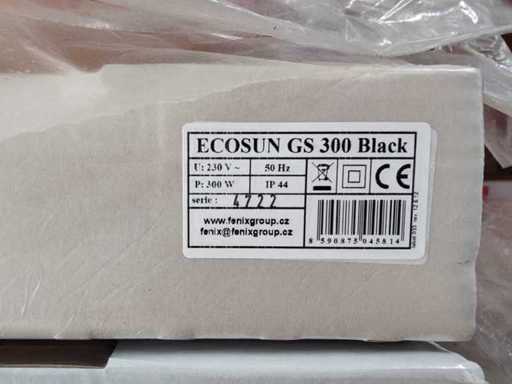 ECOSUN GS 300 Black
U: 230 V ~ 50 Hz
P: 300 W IP 44
serie : 4722
www.fenixgroup.cz
fenix@fenixgroup.cz
CE
8 590875 045814